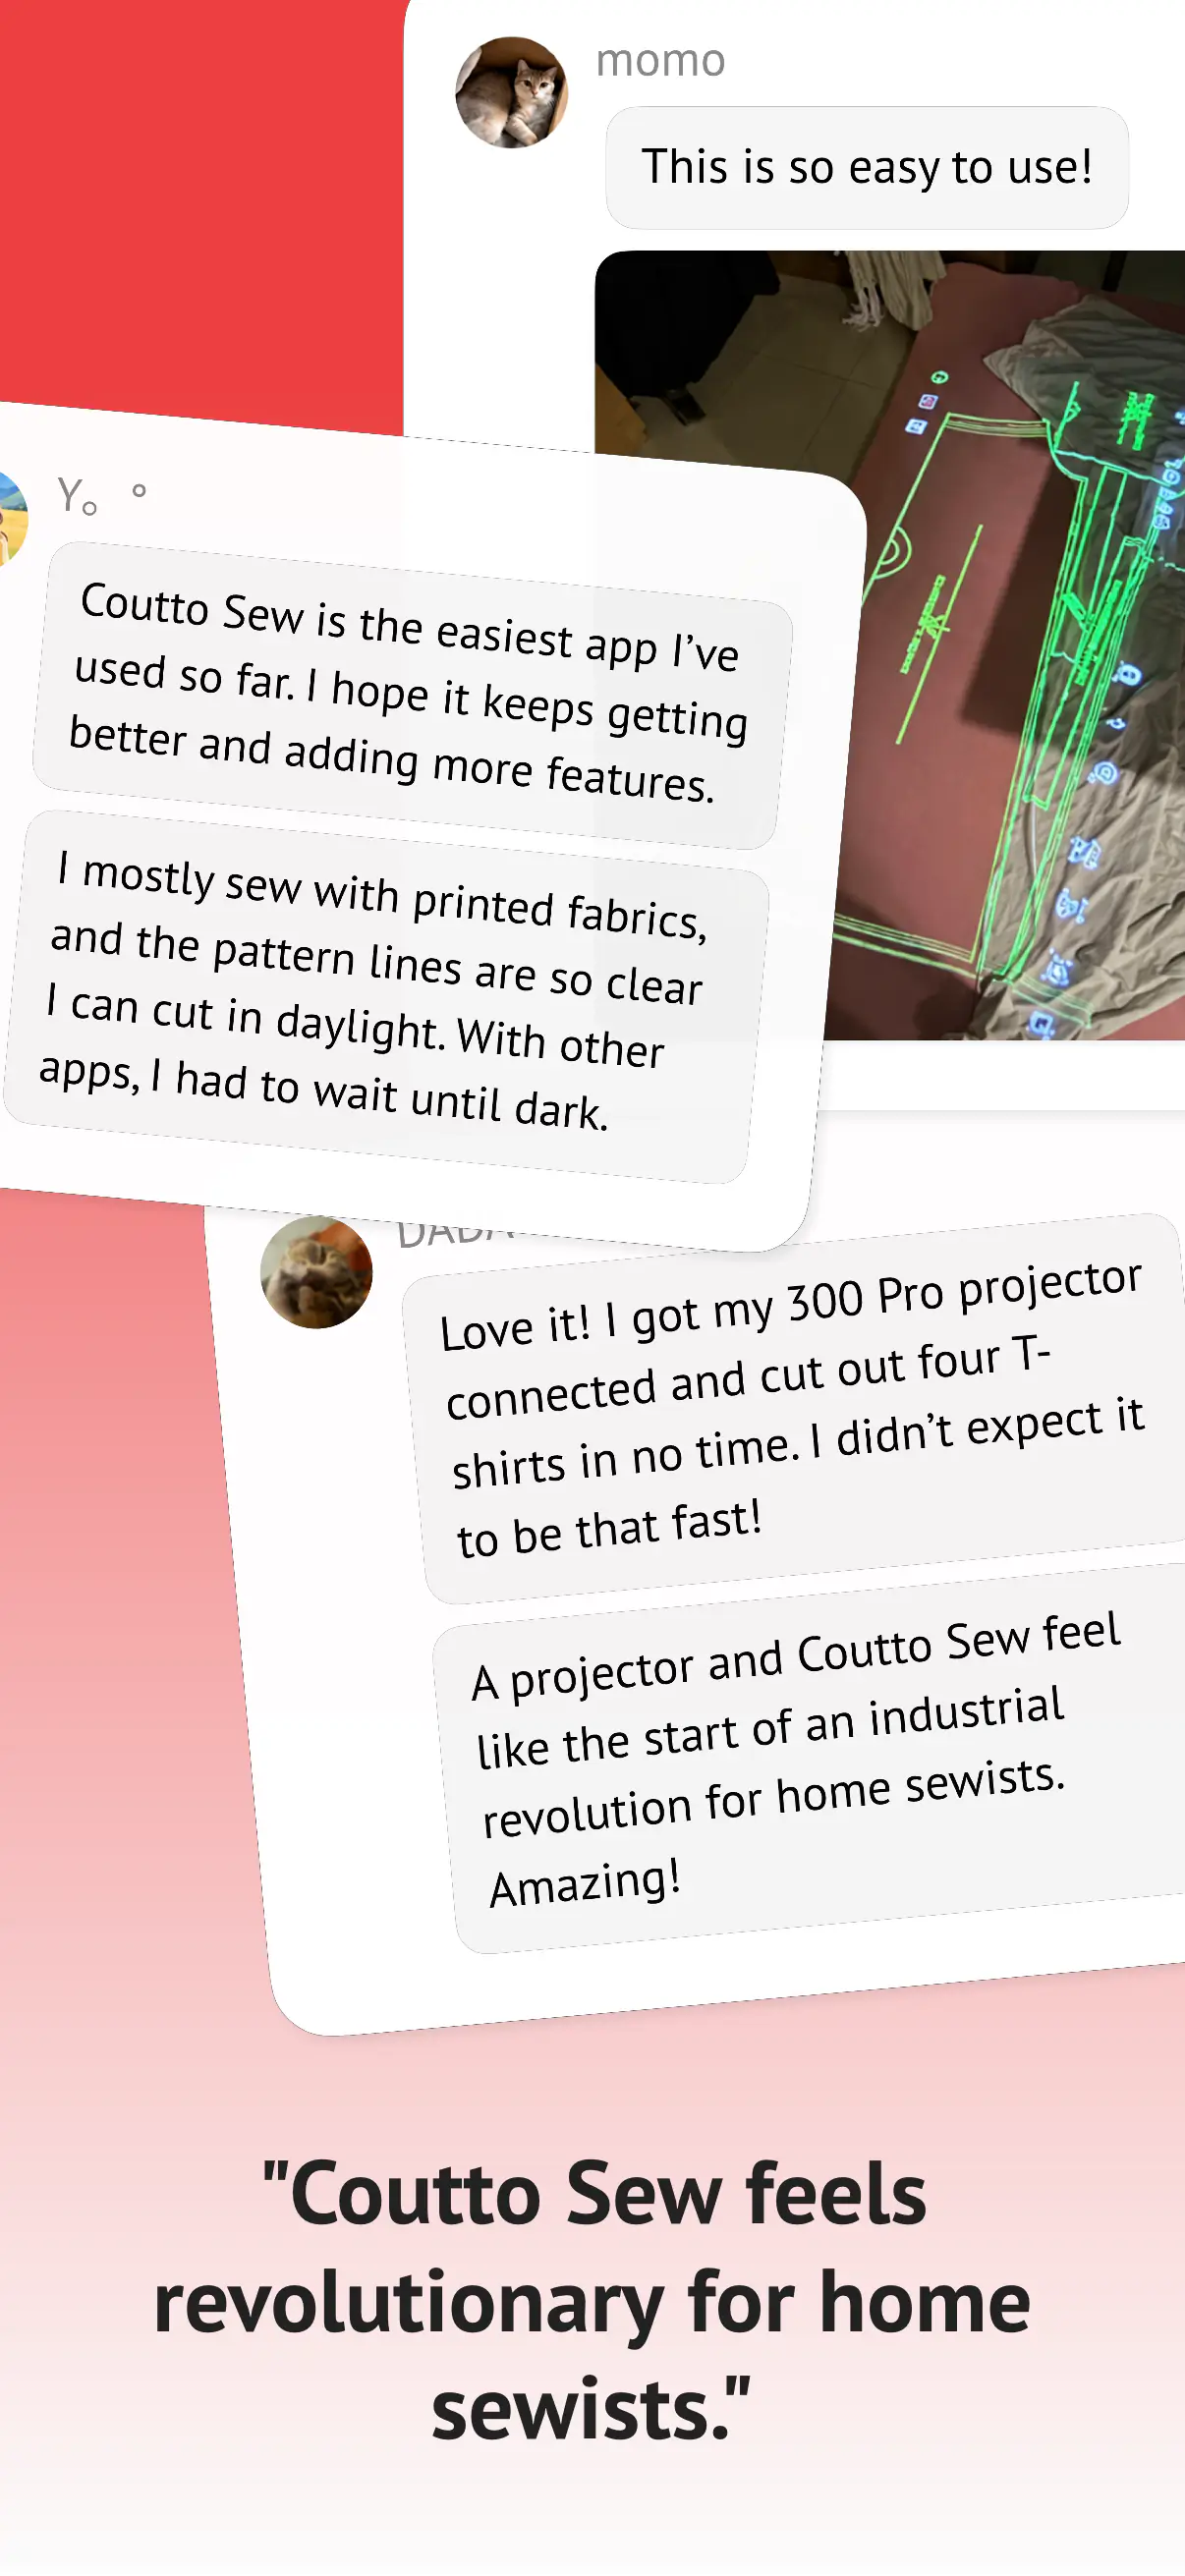 momo
This is so easy to use!
Y。 °
Coutto Sew is the easiest app I’ve
used so far. I hope it keeps getting
better and adding more features.
I mostly sew with printed fabrics,
and the pattern lines are so clear
I can cut in daylight. With other
apps, I had to wait until dark.
Love it! I got my 300 Pro projector
connected and cut out four T-
shirts in no time. I didn’t expect it
to be that fast!
A projector and Coutto Sew feel
like the start of an industrial
revolution for home sewists.
Amazing!
"Coutto Sew feels
revolutionary for home
sewists."